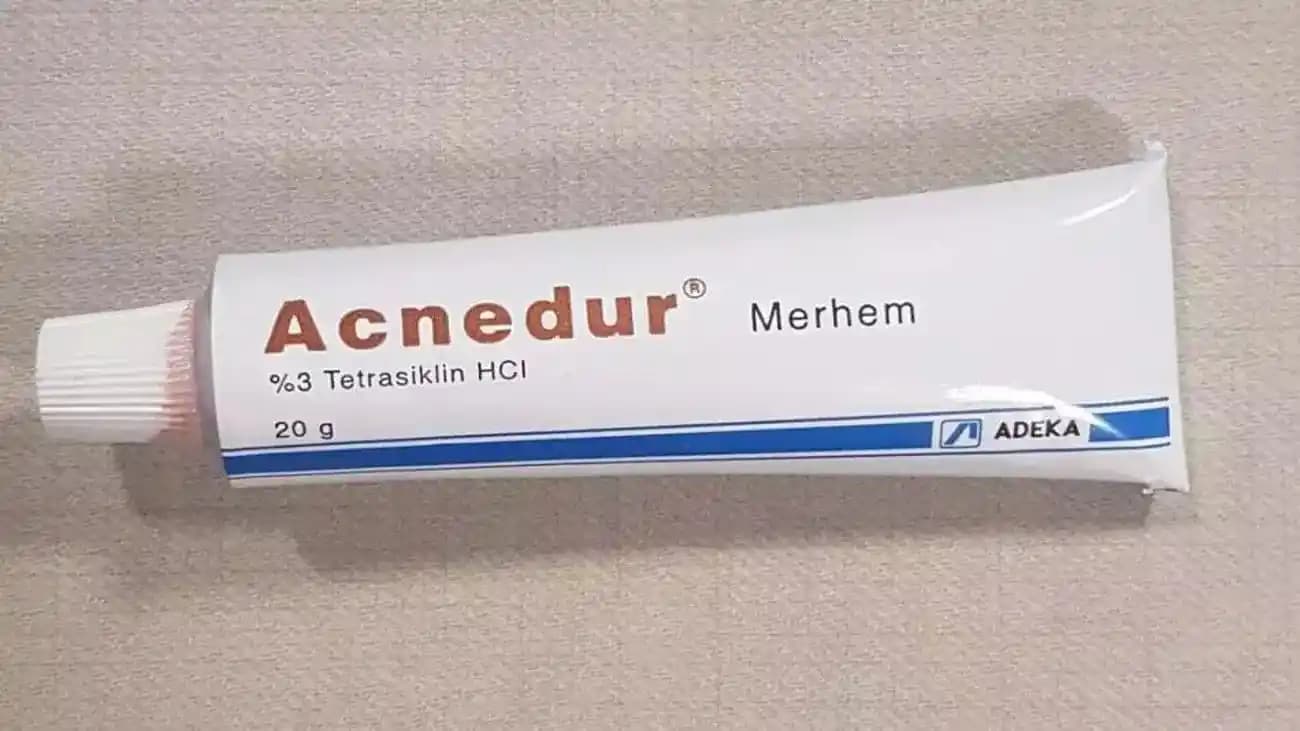 Acnedur® Merhem
%3 Tetrasiklin HCl
20 g
ADEKA